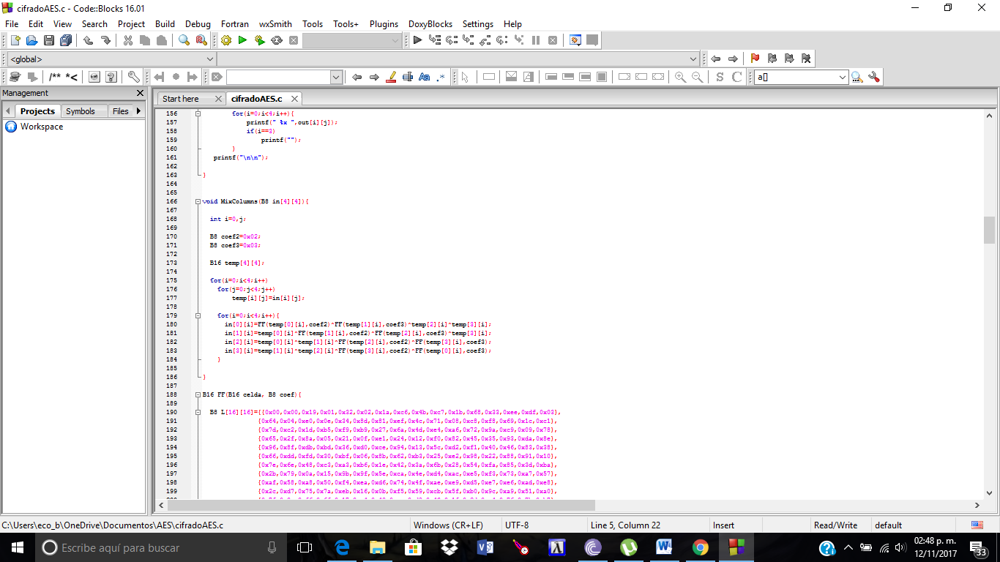 cifradoAES.c - Code::Blocks 16.01
File Edit View Search Project Build Debug Fortran wxSmith Tools Tools+ Plugins DoxyBlocks Settings Help
<global>
/** *< Aa .* S C a[]
Management
Projects Symbols Files
Workspace
Start here cifradoAES.c
156 for(i=0;i<4;i++){
157 printf(" %x ",out[i][j]);
158 if(i==3)
159 printf("");
160 }
161 printf("\n\n");
162
163 }
164
165
166 void MixColumns(B8 in[4][4]){
167
168 int i=0,j;
169
170 B8 coef2=0x02;
171 B8 coef3=0x03;
172
173 B16 temp[4][4];
174
175 for(i=0;i<4;i++)
176 for(j=0;j<4;j++)
177 temp[i][j]=in[i][j];
178
179 for(i=0;i<4;i++){
180 in[0][i]=FF(temp[0][i],coef2)^FF(temp[1][i],coef3)^temp[2][i]^temp[3][i];
181 in[1][i]=temp[0][i]^FF(temp[1][i],coef2)^FF(temp[2][i],coef3)^temp[3][i];
182 in[2][i]=temp[0][i]^temp[1][i]^FF(temp[2][i],coef2)^FF(temp[3][i],coef3);
183 in[3][i]=temp[1][i]^temp[2][i]^FF(temp[3][i],coef2)^FF(temp[0][i],coef3);
184 }
185
186 }
187
188 B16 FF(B16 celda, B8 coef){
189
190 B8 L[16][16]={{0x00,0x00,0x19,0x01,0x32,0x02,0x1a,0xc6,0x4b,0xc7,0x1b,0x68,0x33,0xee,0xdf,0x03},
191 {0x64,0x04,0xe0,0x0e,0x34,0x8d,0x81,0xef,0x4c,0x71,0x08,0xc8,0xf8,0x69,0x1c,0xc1},
192 {0x7d,0xc2,0x1d,0xb5,0xf9,0xb9,0x27,0x6a,0x4d,0xe4,0xa6,0x72,0x9a,0xc9,0x09,0x78},
193 {0x65,0x2f,0x8a,0x05,0x21,0x0f,0xe1,0x24,0x12,0xf0,0x82,0x45,0x35,0x93,0xda,0x8e},
194 {0x96,0x8f,0xdb,0xbd,0x36,0xd0,0xce,0x94,0x13,0x5c,0xd2,0xf1,0x40,0x46,0x83,0x38},
195 {0x66,0xdd,0xfd,0x30,0xbf,0x06,0x8b,0x62,0xb3,0x25,0xe2,0x98,0x22,0x88,0x91,0x10},
196 {0x7e,0x6e,0x48,0xc3,0xa3,0xb6,0x1e,0x42,0x3a,0x6b,0x28,0x54,0xfa,0x85,0x3d,0xba},
197 {0x2b,0x79,0x0a,0x15,0x9b,0x9f,0x5e,0xca,0x4e,0xd4,0xac,0xe5,0xf3,0x73,0xa7,0x57},
198 {0xaf,0x58,0xa8,0x50,0xf4,0xea,0xd6,0x74,0x4f,0xae,0xe9,0xd5,0xe7,0xe6,0xad,0xe8},
199 {0x2c,0xd7,0x75,0x7a,0xeb,0x16,0x0b,0xf5,0x59,0xcb,0x5f,0xb0,0x9c,0xa9,0x51,0xa0},
C:\Users\eco_b\OneDrive\Documentos\AES\cifradoAES.c Windows (CR+LF) UTF-8 Line 5, Column 22 Insert Read/Write default
Escribe aquí para buscar
02:48 p. m.
12/11/2017
33